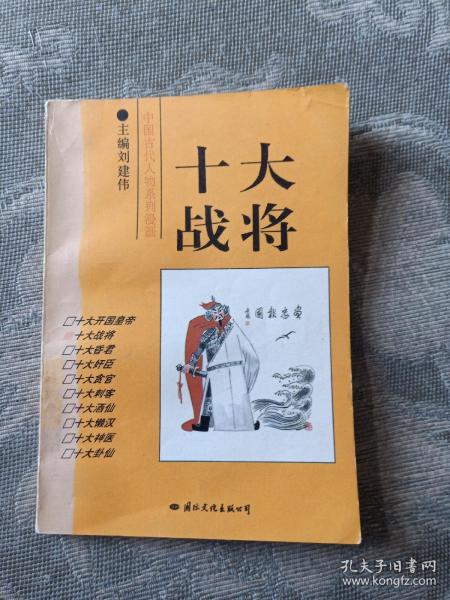 中国古代人物系列漫画
●主编刘建伟
十大
战将
□十大开国皇帝
十大战将
□十大昏君
□十大奸臣
□十大贪官
□十大刺客
□十大酒仙
□十大懒汉
□十大神医
□十大卦仙
尽忠报国
国际文化出版公司
孔夫子旧书网
www.kongfz.com